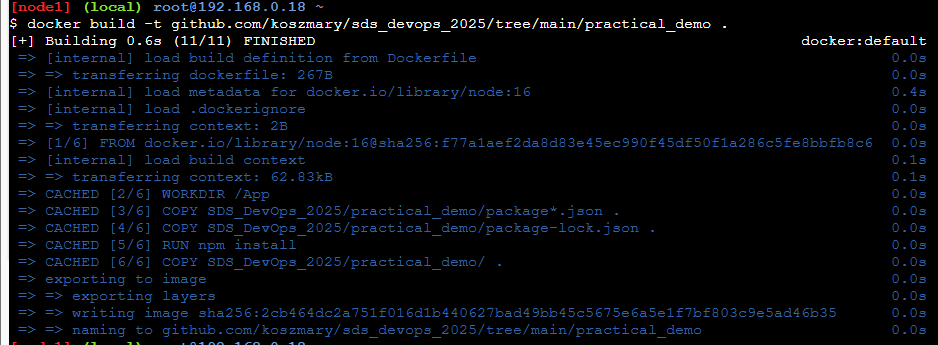 [node1] (local) root@192.168.0.18 ~
$ docker build -t github.com/koszmary/sds_devops_2025/tree/main/practical_demo .
[+] Building 0.6s (11/11) FINISHED docker:default
=> [internal] load build definition from Dockerfile 0.0s
=> => transferring dockerfile: 267B 0.0s
=> [internal] load metadata for docker.io/library/node:16 0.4s
=> [internal] load .dockerignore 0.0s
=> => transferring context: 2B 0.0s
=> [1/6] FROM docker.io/library/node:16@sha256:f77a1aef2da8d83e45ec990f45df50f1a286c5fe8bbfb8c6 0.0s
=> [internal] load build context 0.1s
=> => transferring context: 62.83kB 0.1s
=> CACHED [2/6] WORKDIR /App 0.0s
=> CACHED [3/6] COPY SDS_DevOps_2025/practical_demo/package*.json . 0.0s
=> CACHED [4/6] COPY SDS_DevOps_2025/practical_demo/package-lock.json . 0.0s
=> CACHED [5/6] RUN npm install 0.0s
=> CACHED [6/6] COPY SDS_DevOps_2025/practical_demo/ . 0.0s
=> exporting to image 0.0s
=> => exporting layers 0.0s
=> => writing image sha256:2cb464dc2a751f016d1b440627bad49bb45c5675e6a5e1f7bf803c9e5ad46b35 0.0s
=> => naming to github.com/koszmary/sds_devops_2025/tree/main/practical_demo 0.0s
[node1] (local) root@192.168.0.18 ~